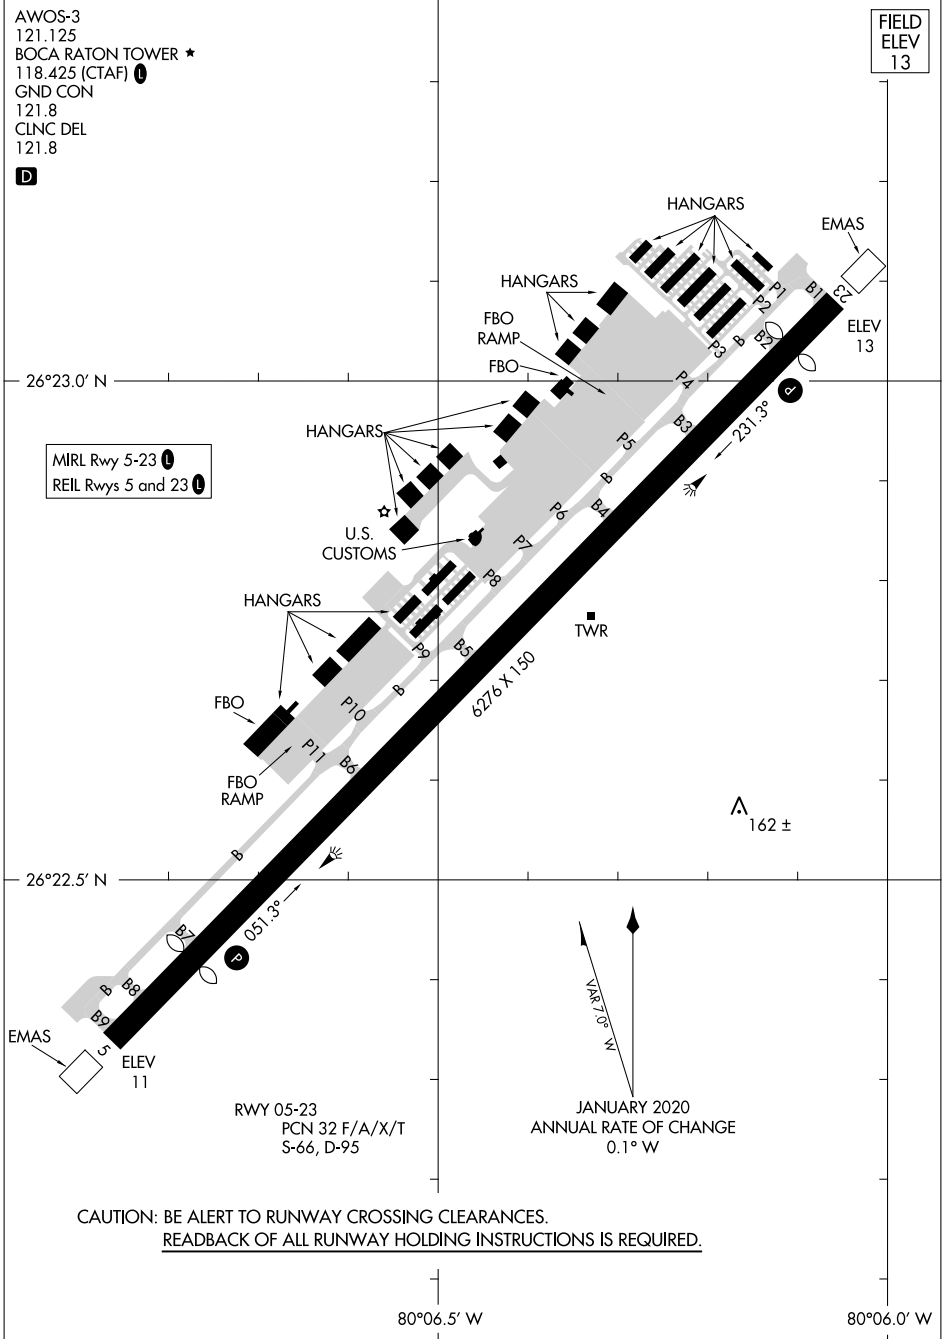 AWOS-3
121.125
BOCA RATON TOWER ★
118.425 (CTAF) L
GND CON
121.8
CLNC DEL
121.8
D
FIELD
ELEV
13
HANGARS
EMAS
HANGARS
P1
B1
23
P2
FBO
RAMP
ELEV
13
B2
B
P3
FBO
26°23.0' N
P4
P
B3
231.3°
HANGARS
P5
MIRL Rwy 5-23 L
REIL Rwys 5 and 23 L
B
B4
P6
U.S.
CUSTOMS
P7
P8
HANGARS
TWR
B5
P9
6276 X 150
B
FBO
P10
P11
B6
FBO
RAMP
162 ±
B
26°22.5' N
051.3°
B7
P
B
B8
B9
VAR 7.0° W
EMAS
5
ELEV
11
RWY 05-23
PCN 32 F/A/X/T
S-66, D-95
JANUARY 2020
ANNUAL RATE OF CHANGE
0.1° W
CAUTION: BE ALERT TO RUNWAY CROSSING CLEARANCES.
READBACK OF ALL RUNWAY HOLDING INSTRUCTIONS IS REQUIRED.
80°06.5' W
80°06.0' W